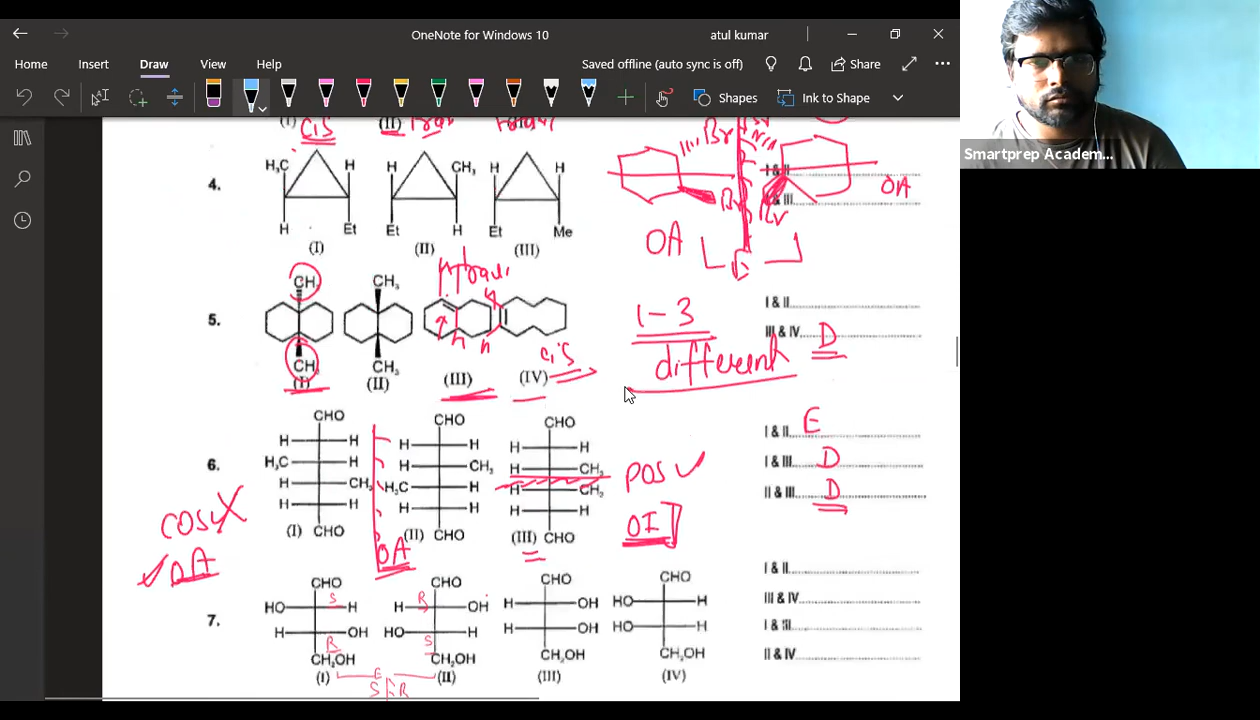 OneNote for Windows 10
atul kumar
Home Insert Draw View Help
Saved offline (auto sync is off)
Share
Shapes
Ink to Shape
Smartprep Academ...
(I) (II)
cis
Br
4.
H₃C H H CH₃ H H
H Et Et H Et Me
(I) (II) (III)
OA
Br
OA
E
I & II
5.
CH₃ CH₃
CH₃ CH₃
trans
cis
(I) (II) (III) (IV)
1-3
different
I & II
III & IV D
6.
CHO CHO CHO
H H H H H H
H₃C H H CH₃ H CH₃
H CH₃ H₃C H H CH₃
H H H H H H
(I) CHO (II) CHO (III) CHO
COS X
OA
OA
POS ✓
OI
I & II E
I & III D
II & III D
7.
CHO CHO CHO CHO
HO S H H R OH H OH HO H
H R OH HO S H H OH HO H
CH₂OH CH₂OH CH₂OH CH₂OH
(I) E (II) (III) (IV)
I & II
III & IV
I & III
II & IV